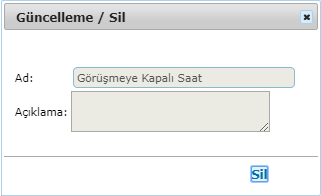 Güncelleme / Sil
Ad: Görüşmeye Kapalı Saat
Açıklama:
Sil